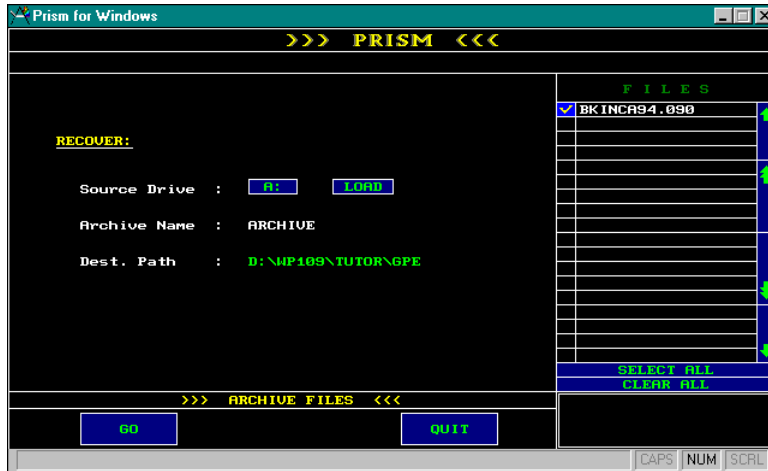 Prism for Windows
>>> PRISM <<<
FILES
BKINCA94.090
RECOVER:
Source Drive : A: LOAD
Archive Name : ARCHIVE
Dest. Path : D:\WP109\TUTOR\GPE
SELECT ALL
CLEAR ALL
>>> ARCHIVE FILES <<<
GO QUIT
CAPS NUM SCRL